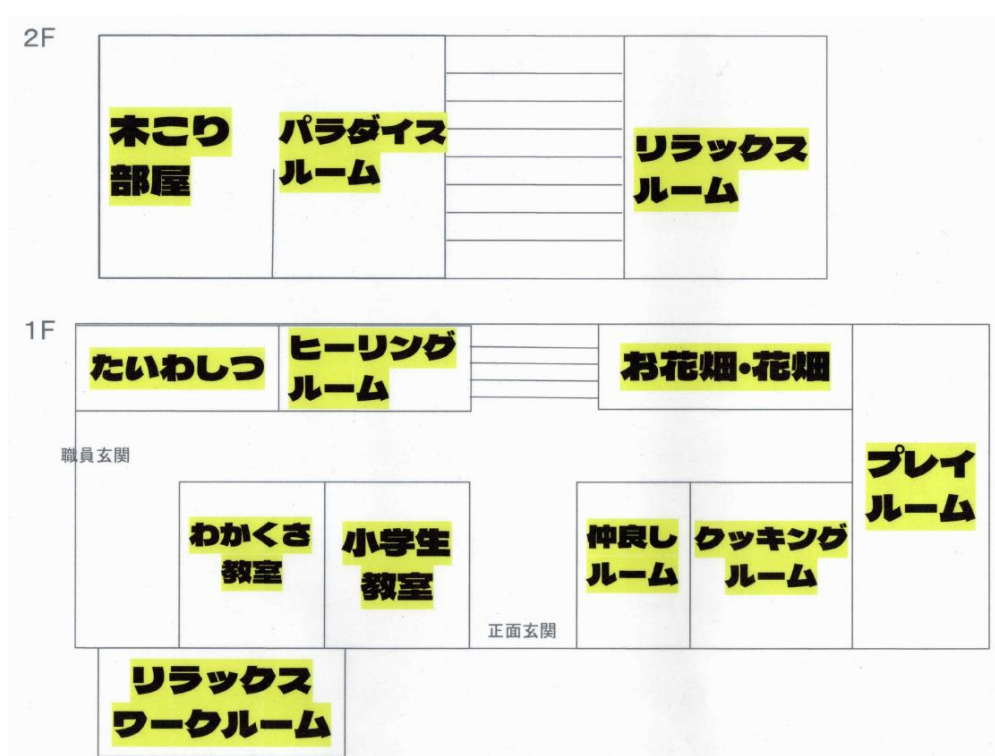 2F
木こり
部屋
パラダイス
ルーム
リラックス
ルーム
1F
たいわしつ
ヒーリング
ルーム
お花畑・花畑
職員玄関
プレイ
ルーム
わかくさ
教室
小学生
教室
仲良し
ルーム
クッキング
ルーム
正面玄関
リラックス
ワークルーム